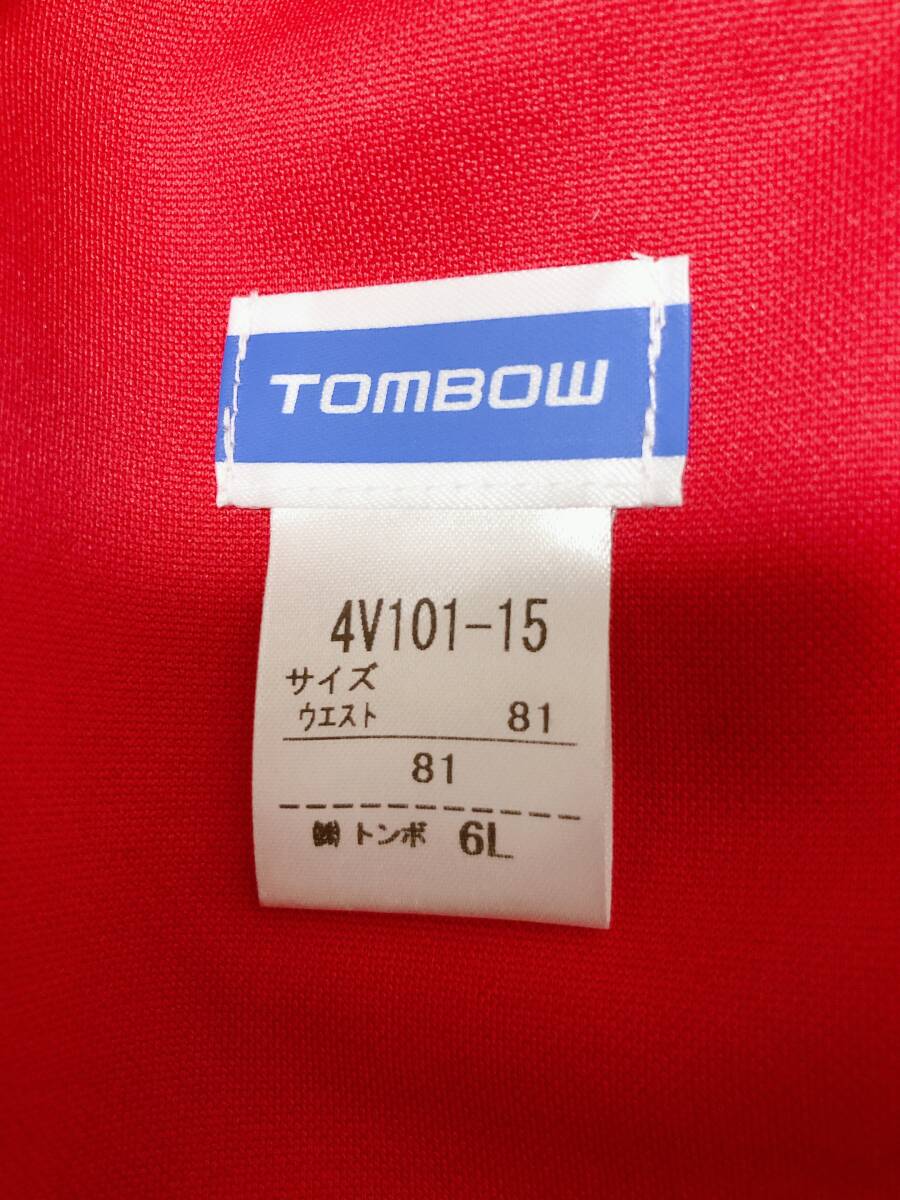 TOMBOW
4V101-15
サイズ
ウエスト 81
81
㈱トンボ 6L